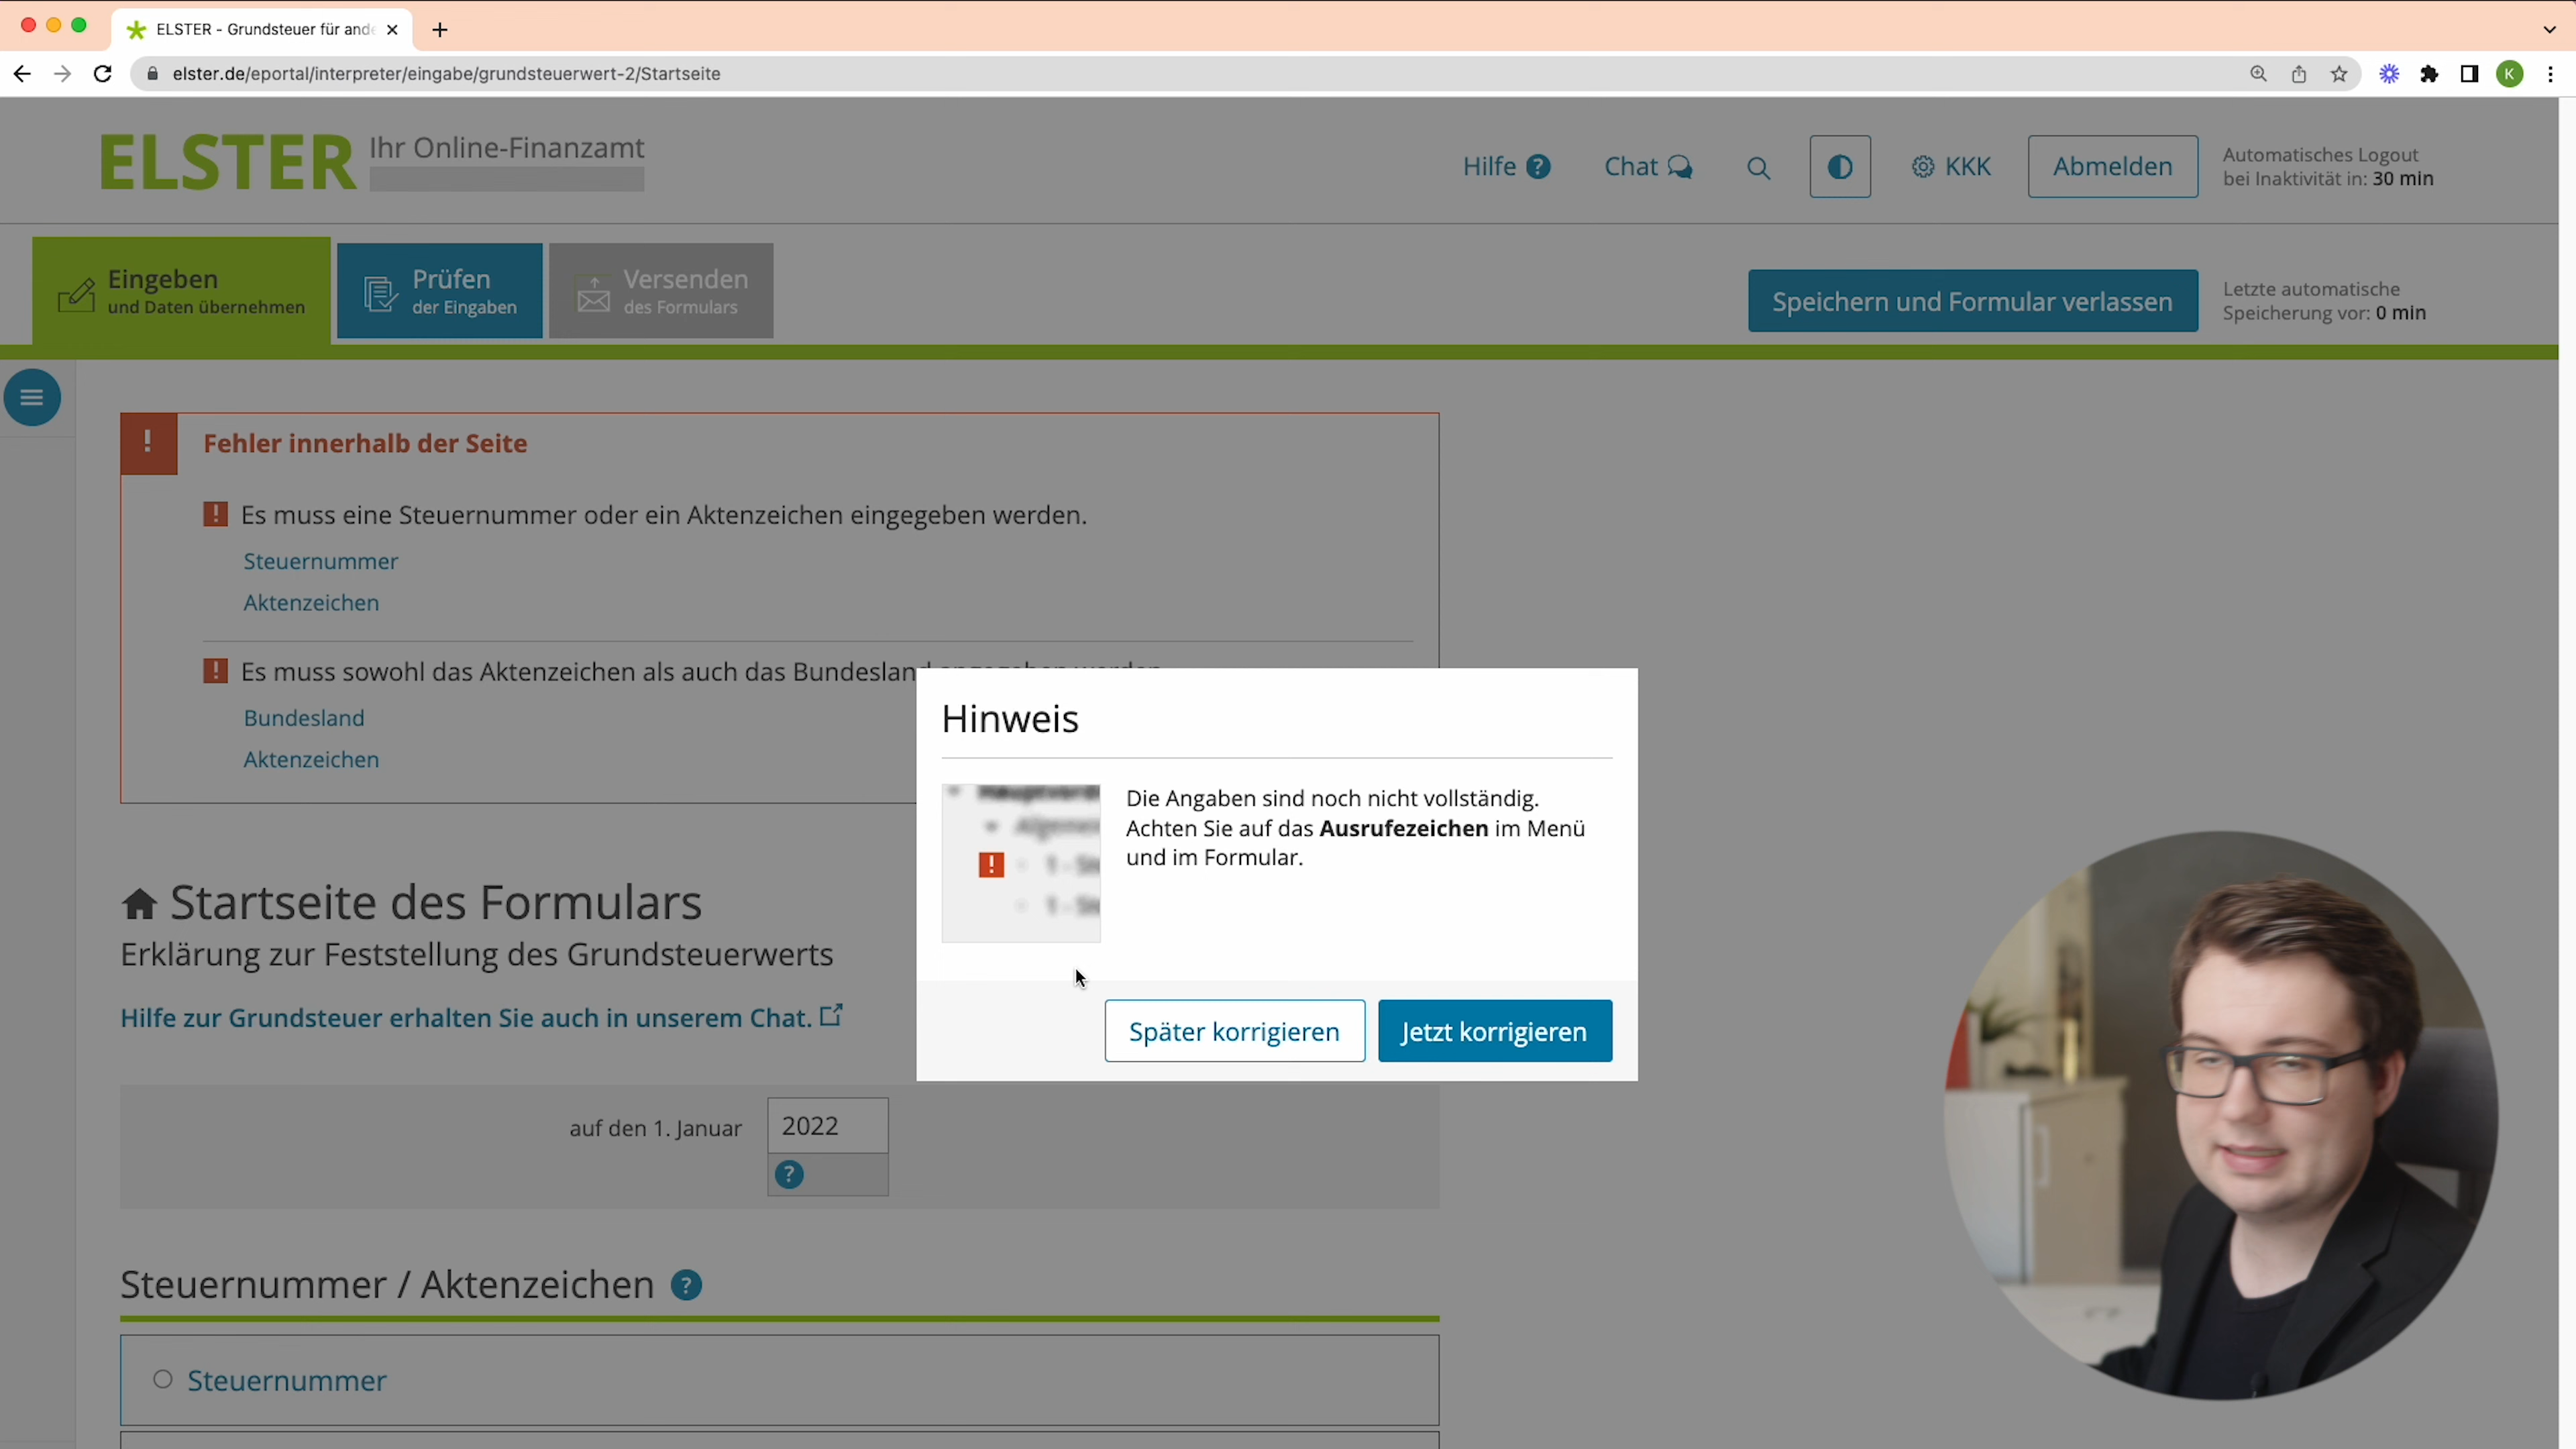 ELSTER - Grundsteuer für and
elster.de/eportal/interpreter/eingabe/grundsteuerwert-2/Startseite
K
ELSTER
Ihr Online-Finanzamt
Hilfe ?
Chat
KKK
Abmelden
Automatisches Logout
bei Inaktivität in: 30 min
Eingeben
und Daten übernehmen
Prüfen
der Eingaben
Versenden
des Formulars
Speichern und Formular verlassen
Letzte automatische
Speicherung vor: 0 min
! Fehler innerhalb der Seite
! Es muss eine Steuernummer oder ein Aktenzeichen eingegeben werden.
Steuernummer
Aktenzeichen
! Es muss sowohl das Aktenzeichen als auch das Bundesland
Bundesland
Aktenzeichen
Hinweis
!
Die Angaben sind noch nicht vollständig.
Achten Sie auf das Ausrufezeichen im Menü
und im Formular.
Später korrigieren
Jetzt korrigieren
Startseite des Formulars
Erklärung zur Feststellung des Grundsteuerwerts
Hilfe zur Grundsteuer erhalten Sie auch in unserem Chat.
auf den 1. Januar
2022
?
Steuernummer / Aktenzeichen ?
Steuernummer